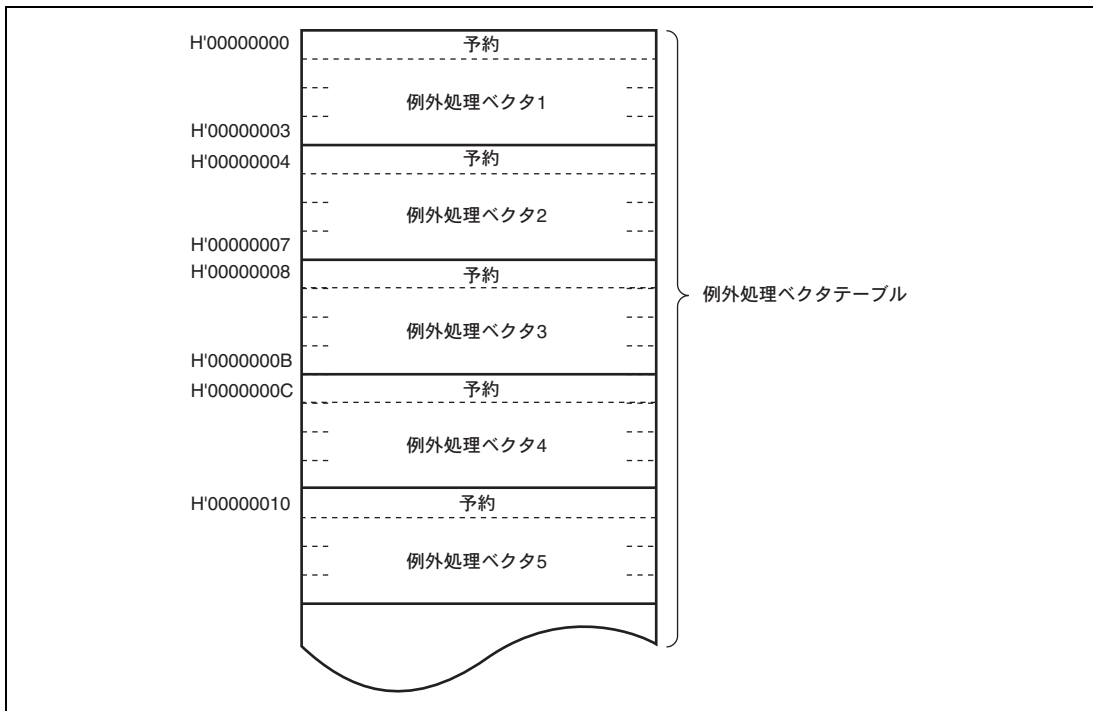 H'00000000
予約
例外処理ベクタ1
H'00000003
H'00000004
予約
例外処理ベクタ2
H'00000007
H'00000008
予約
例外処理ベクタテーブル
例外処理ベクタ3
H'0000000B
H'0000000C
予約
例外処理ベクタ4
H'00000010
予約
例外処理ベクタ5